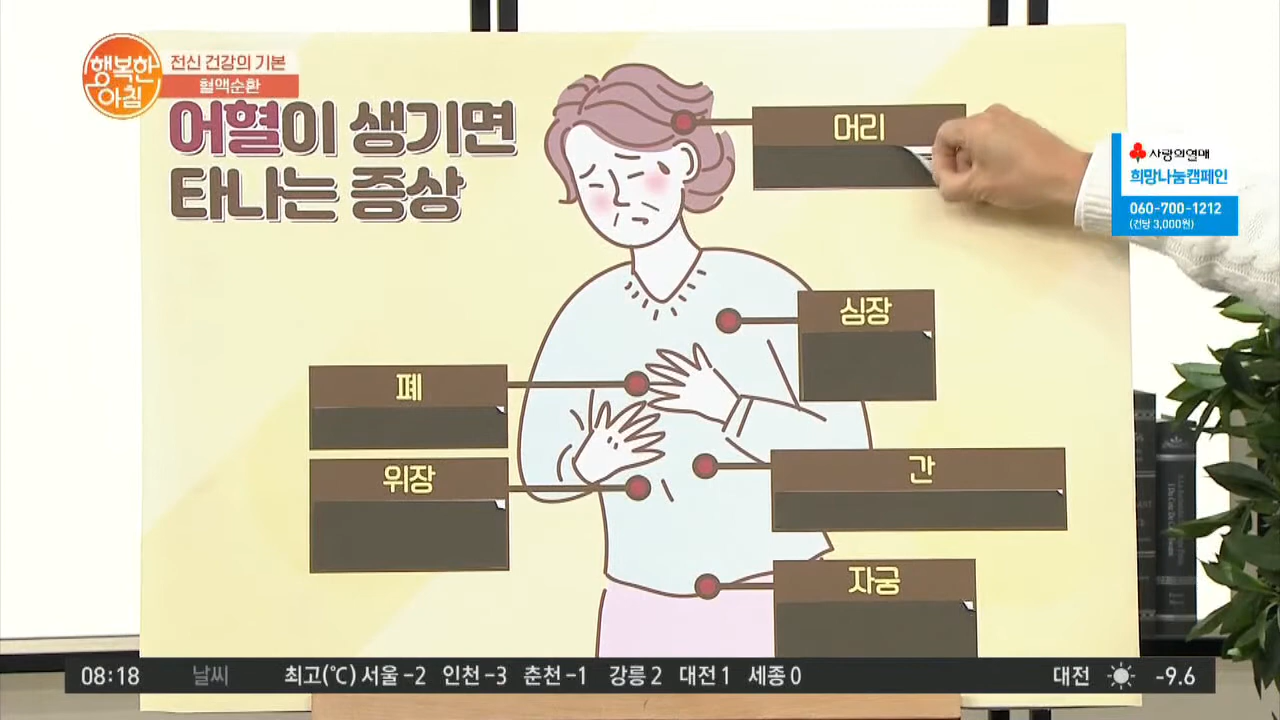 행복한
아침
전신 건강의 기본
혈액순환
어혈이 생기면
타나는 증상
머리
심장
폐
위장
간
자궁
사랑의열매
희망나눔캠페인
060-700-1212
(건당 3,000원)
08:18 날씨 최고(℃) 서울 -2 인천 -3 춘천 -1 강릉 2 대전 1 세종 0 대전 -9.6